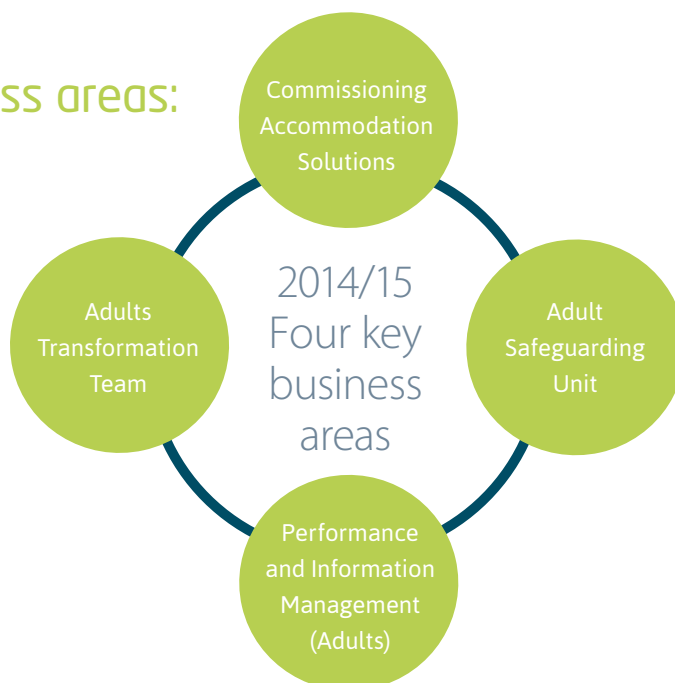 ss areas:
Commissioning
Accommodation
Solutions
Adults
Transformation
Team
2014/15
Four key
business
areas
Adult
Safeguarding
Unit
Performance
and Information
Management
(Adults)